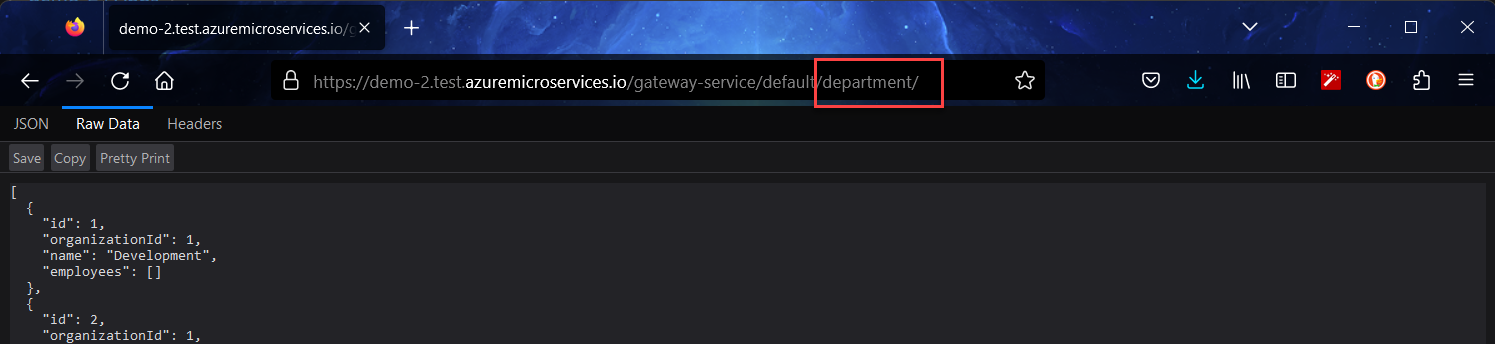 demo-2.test.azuremicroservices.io/g
https://demo-2.test.azuremicroservices.io/gateway-service/default/department/
JSON Raw Data Headers
Save Copy Pretty Print
[
{
"id": 1,
"organizationId": 1,
"name": "Development",
"employees": []
},
{
"id": 2,
"organizationId": 1,